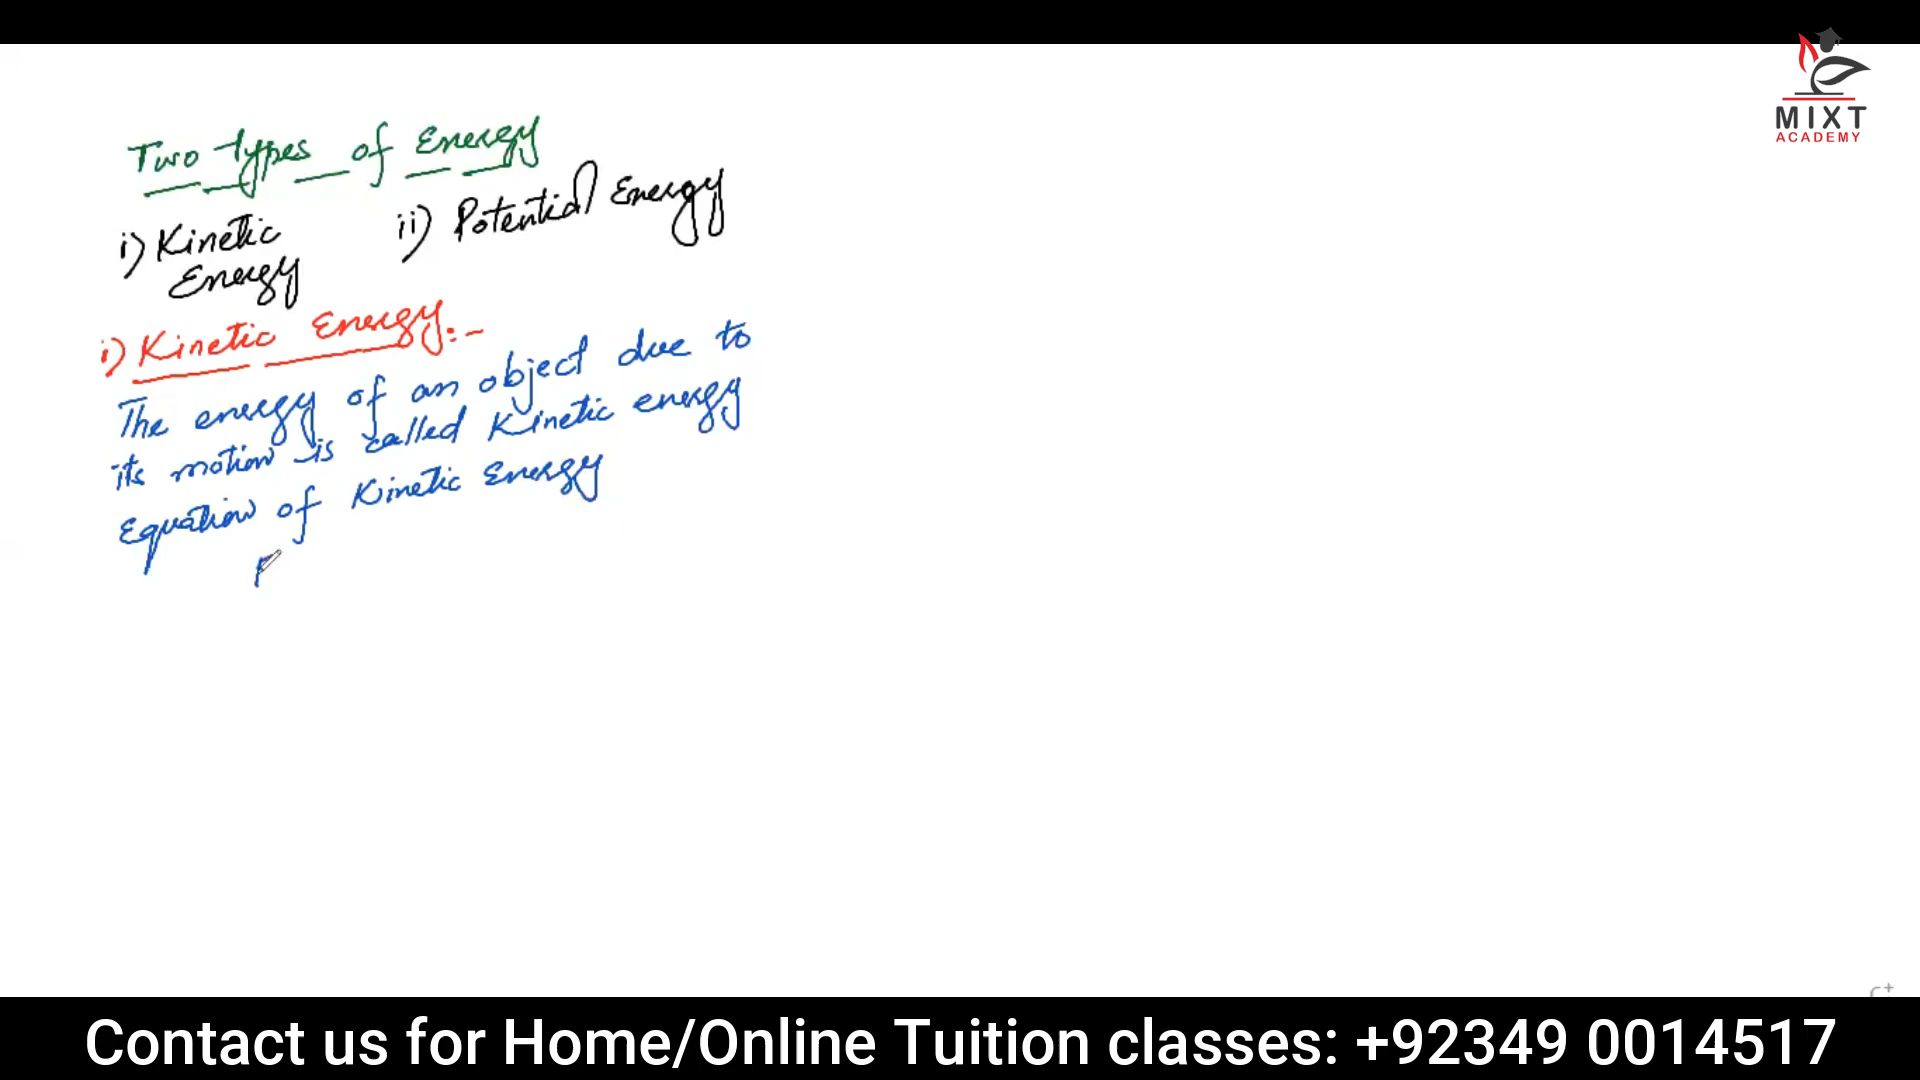 MIXT
ACADEMY
Two types of Energy
i) Kinetic Energy
ii) Potential Energy
i) Kinetic Energy:-
The energy of an object due to
its motion is called Kinetic energy
Equation of Kinetic Energy
Contact us for Home/Online Tuition classes: +92349 0014517